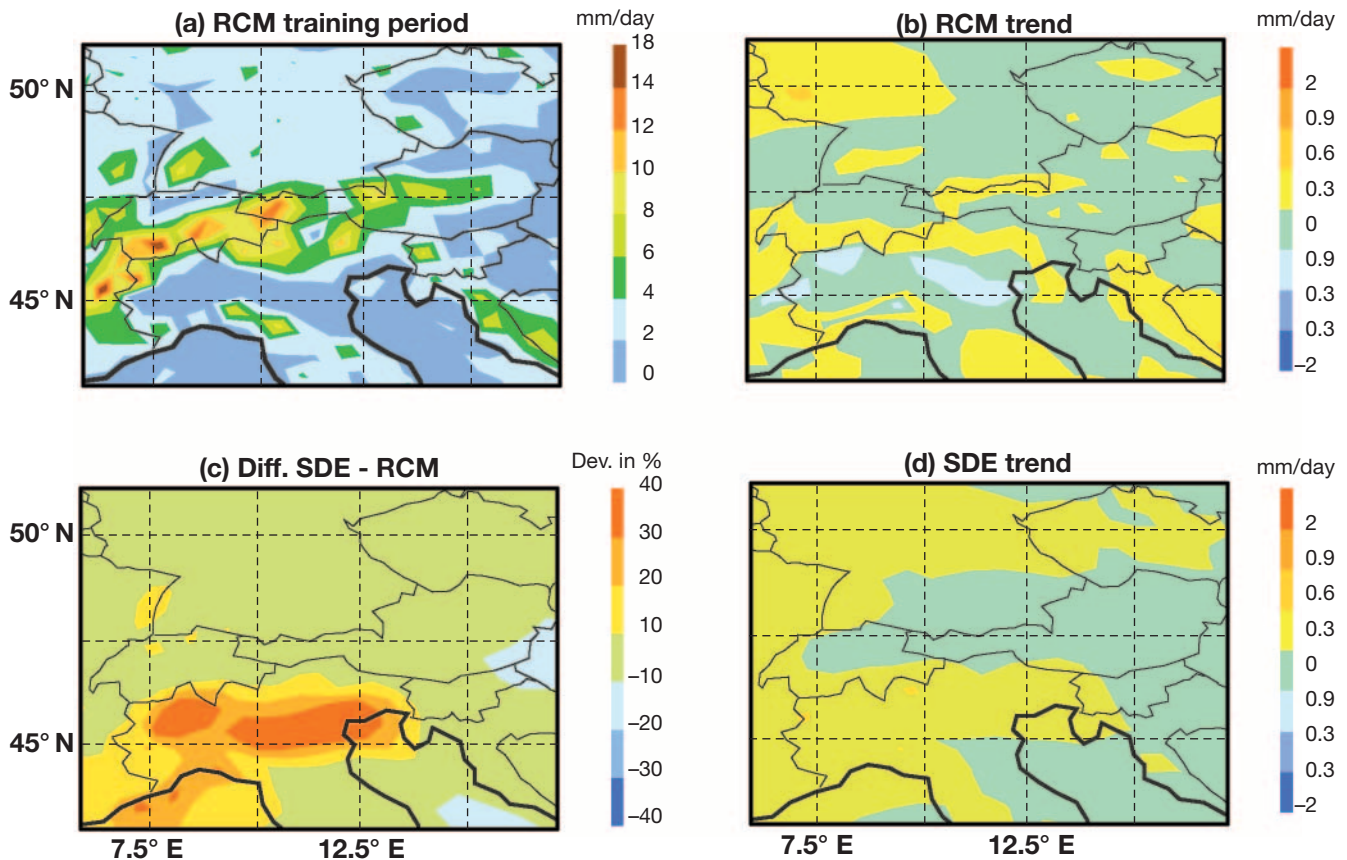 (a) RCM training period
mm/day
18
14
12
10
8
6
4
2
0
50° N
45° N
(b) RCM trend
mm/day
2
0.9
0.6
0.3
0
0.9
0.3
0.3
–2
(c) Diff. SDE - RCM
Dev. in %
40
30
20
10
–10
–20
–30
–40
50° N
45° N
7.5° E
12.5° E
(d) SDE trend
mm/day
2
0.9
0.6
0.3
0
0.9
0.3
0.3
–2
7.5° E
12.5° E